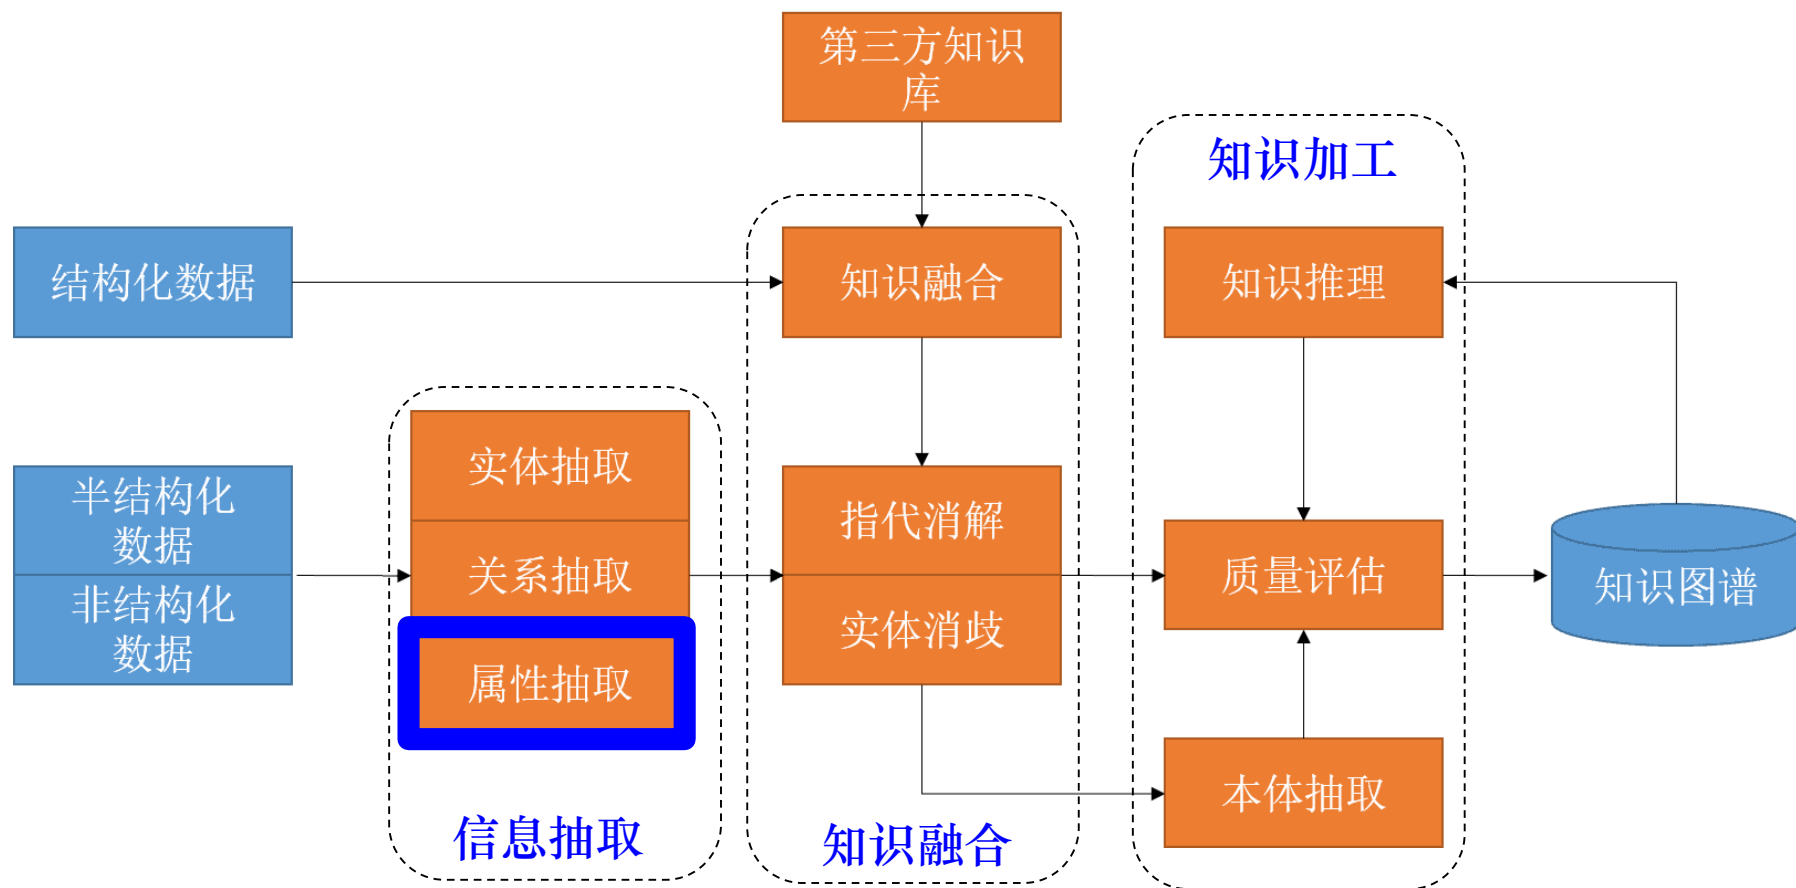 第三方知识
库
知识加工
结构化数据
知识融合
知识推理
实体抽取
半结构化
数据
指代消解
关系抽取
质量评估
知识图谱
非结构化
数据
实体消歧
属性抽取
本体抽取
信息抽取
知识融合